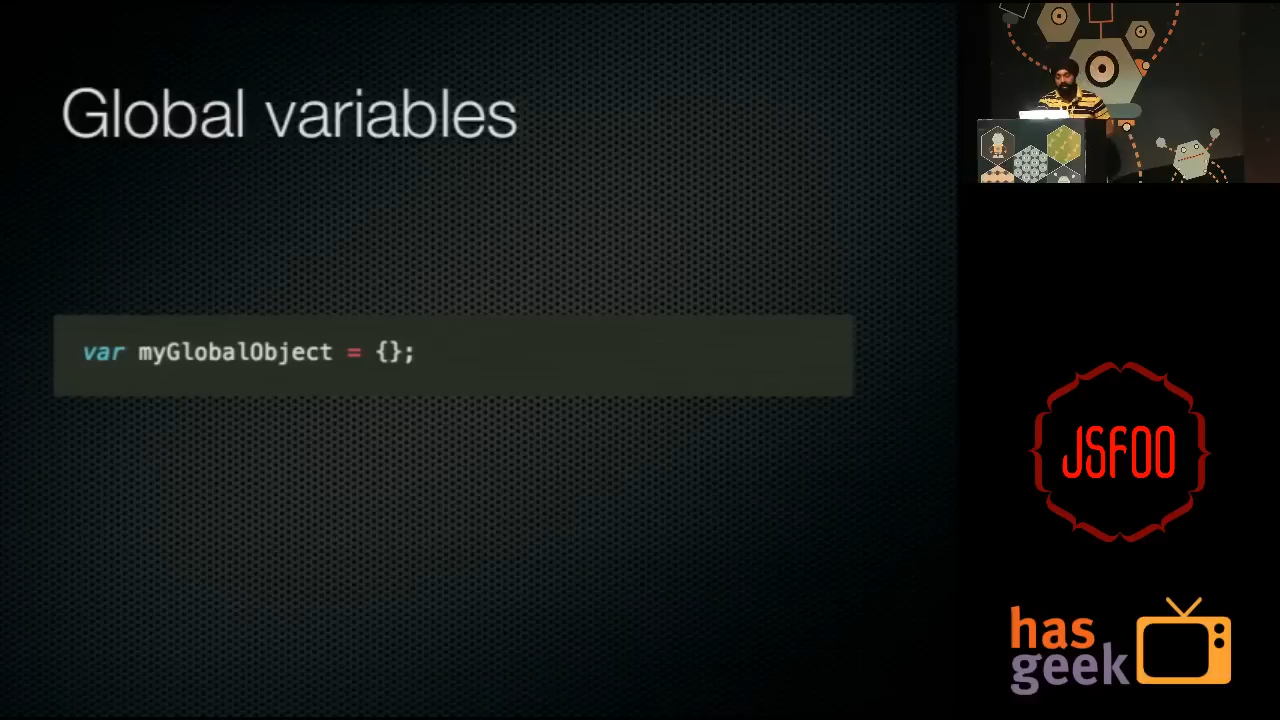 Global variables
var myGlobalObject = {};
JSFOO
has
geek